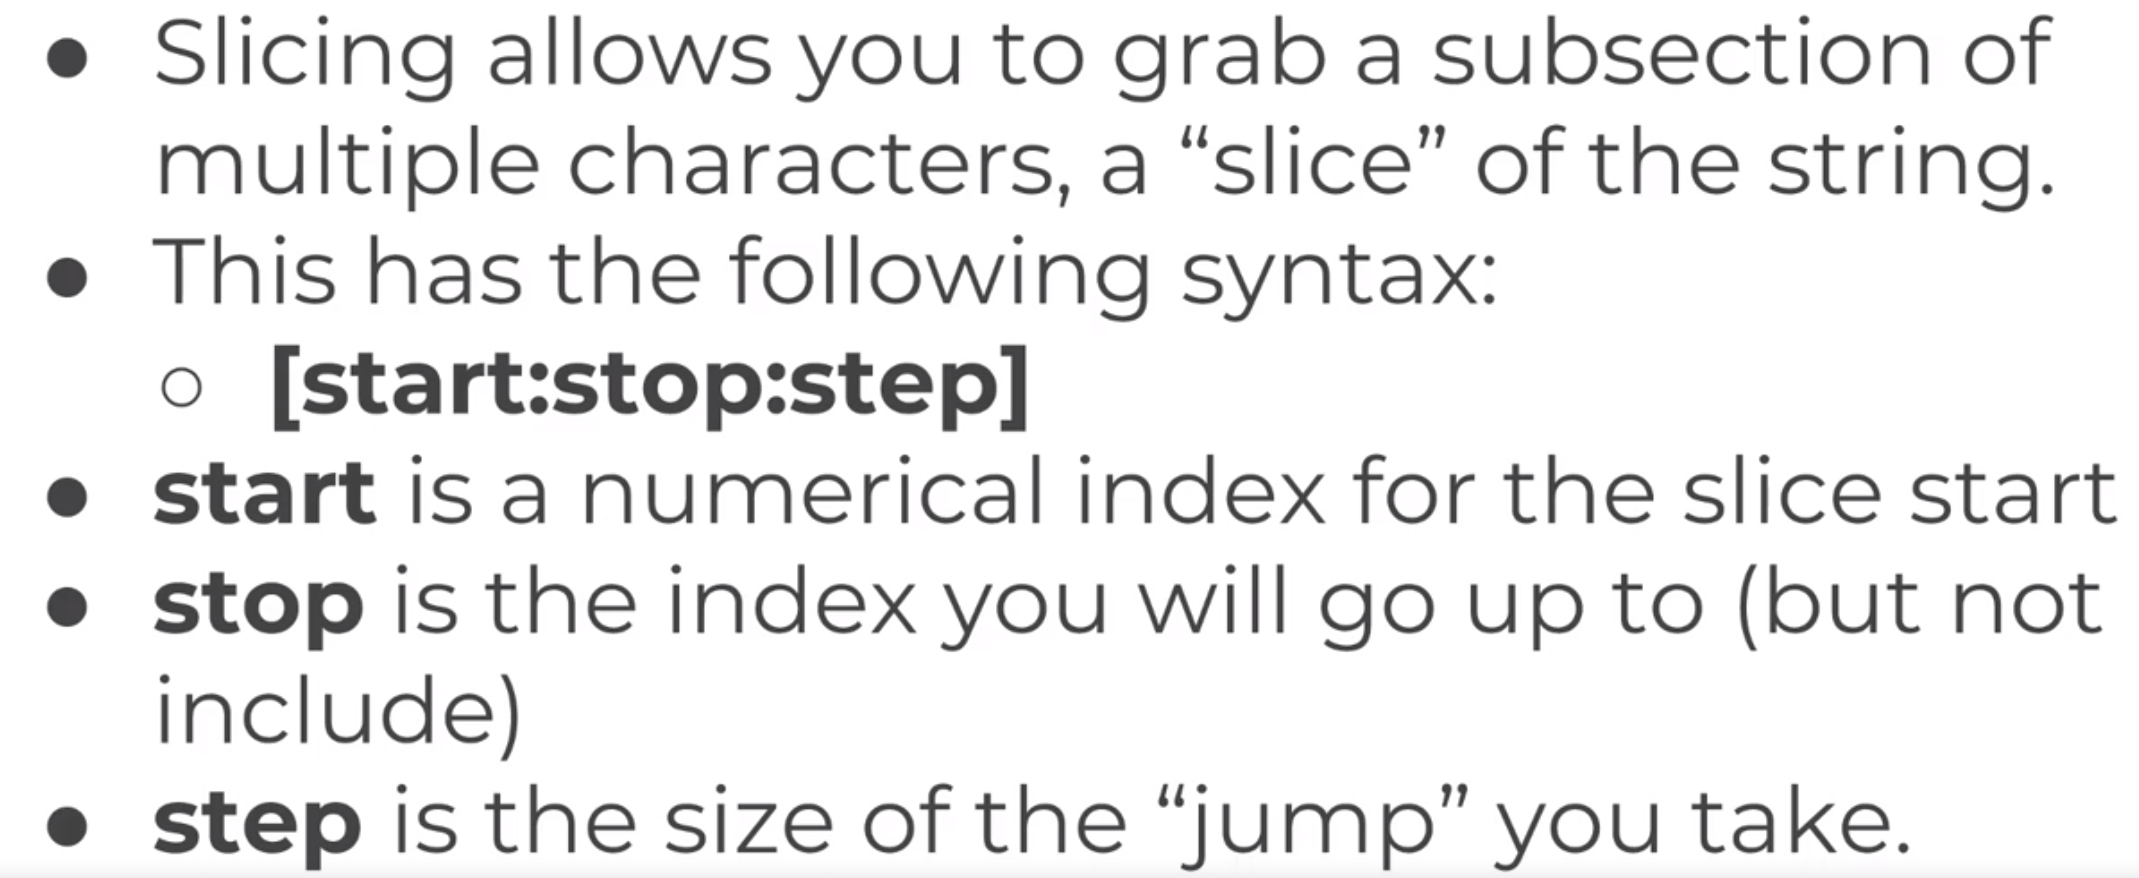 ● Slicing allows you to grab a subsection of
multiple characters, a “slice” of the string.
● This has the following syntax:
○ [start:stop:step]
● start is a numerical index for the slice start
● stop is the index you will go up to (but not
include)
● step is the size of the “jump” you take.